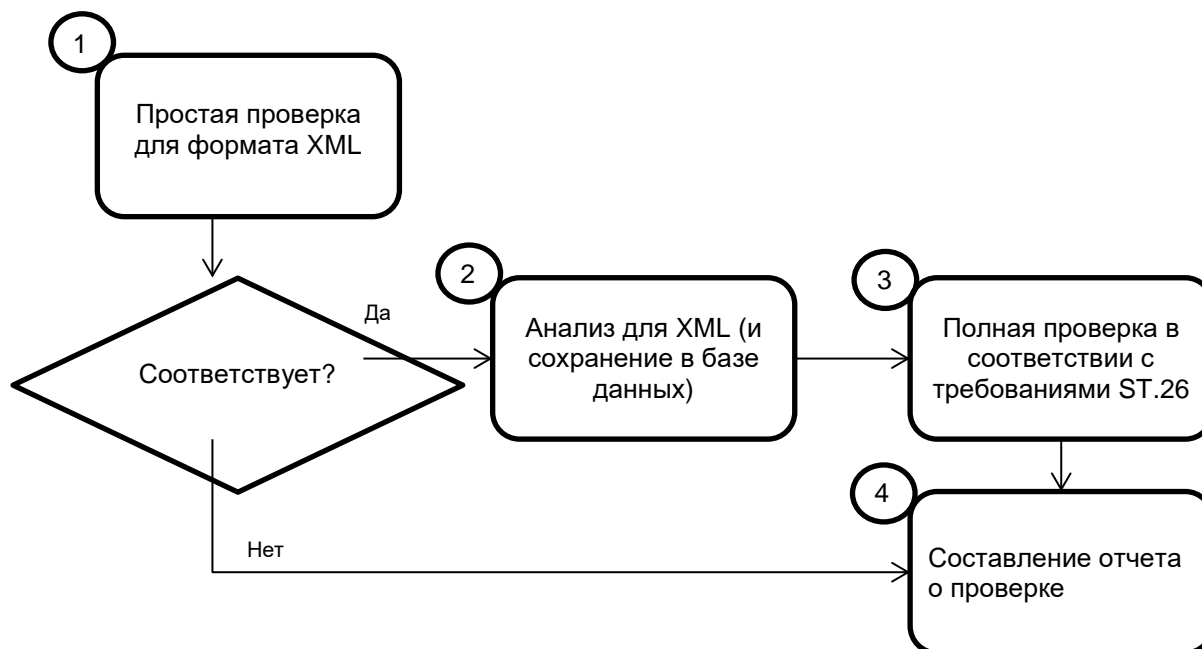 1
Простая проверка
для формата XML
Да
Соответствует?
2
Анализ для XML (и
сохранение в базе
данных)
3
Полная проверка в
соответствии с
требованиями ST.26
Нет
4
Составление отчета
о проверке